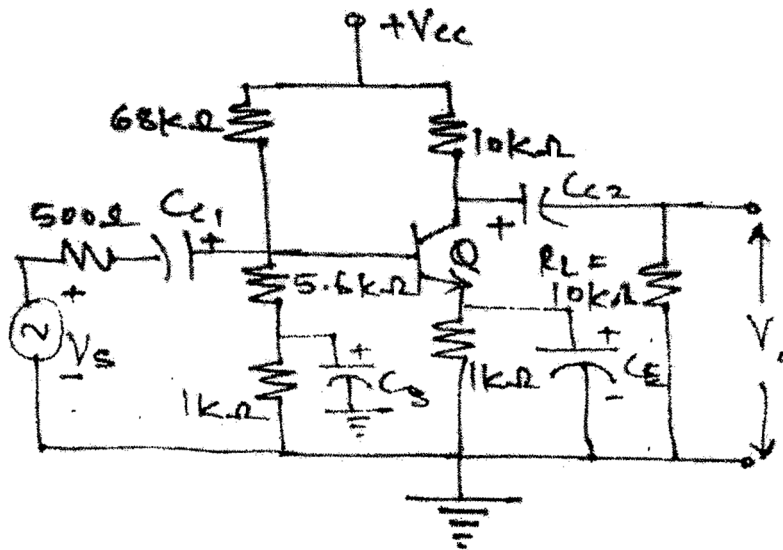 +Vcc
68kΩ
10kΩ
500Ω
Cc1
+
+
Cc2
Q
RL =
10kΩ
5.6kΩ
+
Vs
-
1kΩ
+
CB
1kΩ
+
CE
-